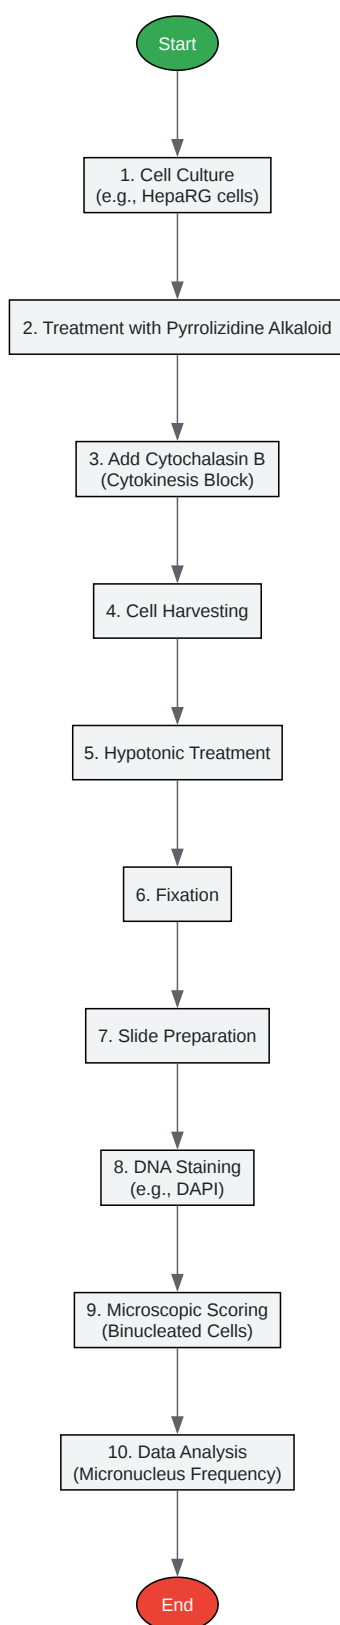 Start
1. Cell Culture
(e.g., HepaRG cells)
2. Treatment with Pyrrolizidine Alkaloid
3. Add Cytochalasin B
(Cytokinesis Block)
4. Cell Harvesting
5. Hypotonic Treatment
6. Fixation
7. Slide Preparation
8. DNA Staining
(e.g., DAPI)
9. Microscopic Scoring
(Binucleated Cells)
10. Data Analysis
(Micronucleus Frequency)
End